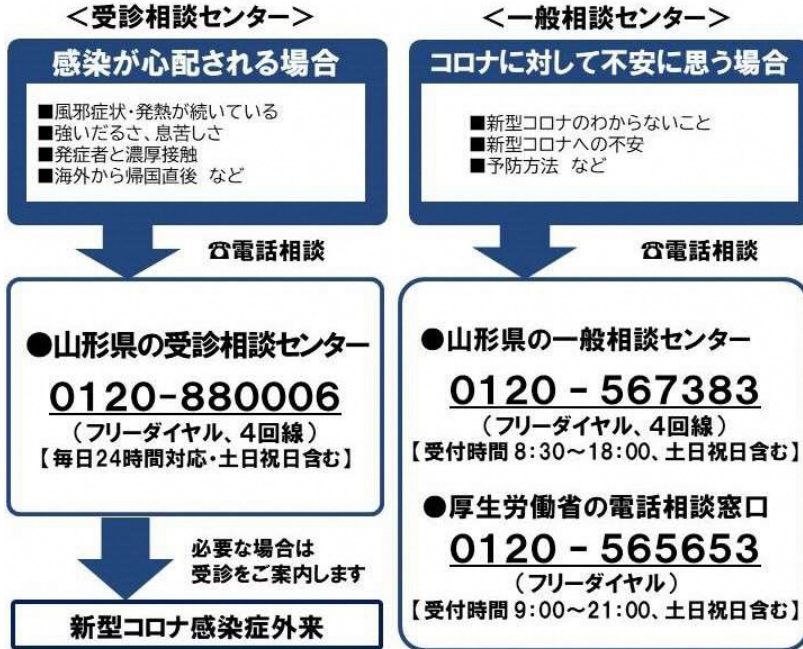 ＜受診相談センター＞
感染が心配される場合
■風邪症状・発熱が続いている
■強いだるさ、息苦しさ
■発症者と濃厚接触
■海外から帰国直後 など
☎電話相談
●山形県の受診相談センター
0120-880006
（フリーダイヤル、4回線）
【毎日24時間対応・土日祝日含む】
必要な場合は
受診をご案内します
新型コロナ感染症外来
＜一般相談センター＞
コロナに対して不安に思う場合
■新型コロナのわからないこと
■新型コロナへの不安
■予防方法 など
☎電話相談
●山形県の一般相談センター
0120－567383
（フリーダイヤル、4回線）
【受付時間8:30～18:00、土日祝日含む】
●厚生労働省の電話相談窓口
0120－565653
（フリーダイヤル）
【受付時間9:00～21:00、土日祝日含む】